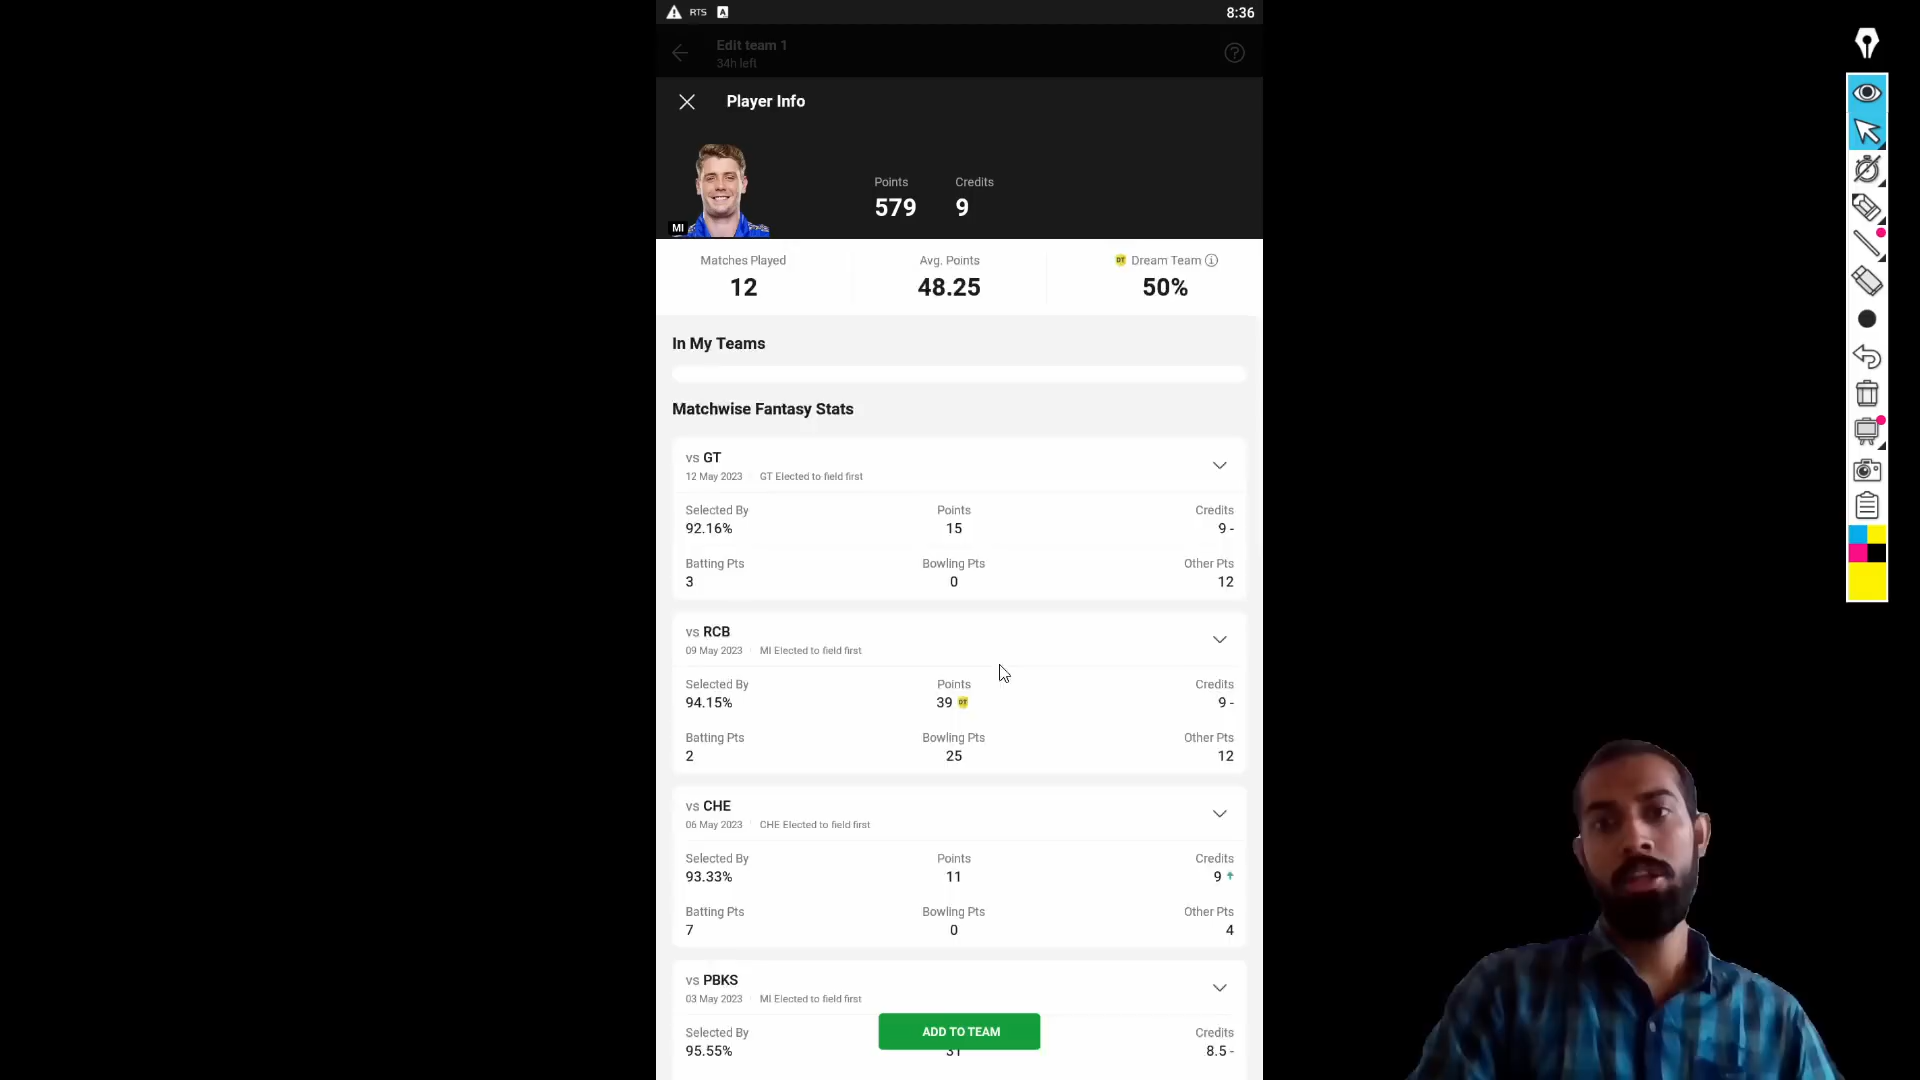 RTS A 8:36
Edit team 1
34h left
Player Info
MI
Points Credits
579 9
Matches Played Avg. Points DT Dream Team
12 48.25 50%
In My Teams
Matchwise Fantasy Stats
vs GT
12 May 2023 GT Elected to field first
Selected By Points Credits
92.16% 15 9 -
Batting Pts Bowling Pts Other Pts
3 0 12
vs RCB
09 May 2023 MI Elected to field first
Selected By Points Credits
94.15% 39 DT 9 -
Batting Pts Bowling Pts Other Pts
2 25 12
vs CHE
06 May 2023 CHE Elected to field first
Selected By Points Credits
93.33% 11 9
Batting Pts Bowling Pts Other Pts
7 0 4
vs PBKS
03 May 2023 MI Elected to field first
Selected By ADD TO TEAM Credits
95.55% 31 8.5 -